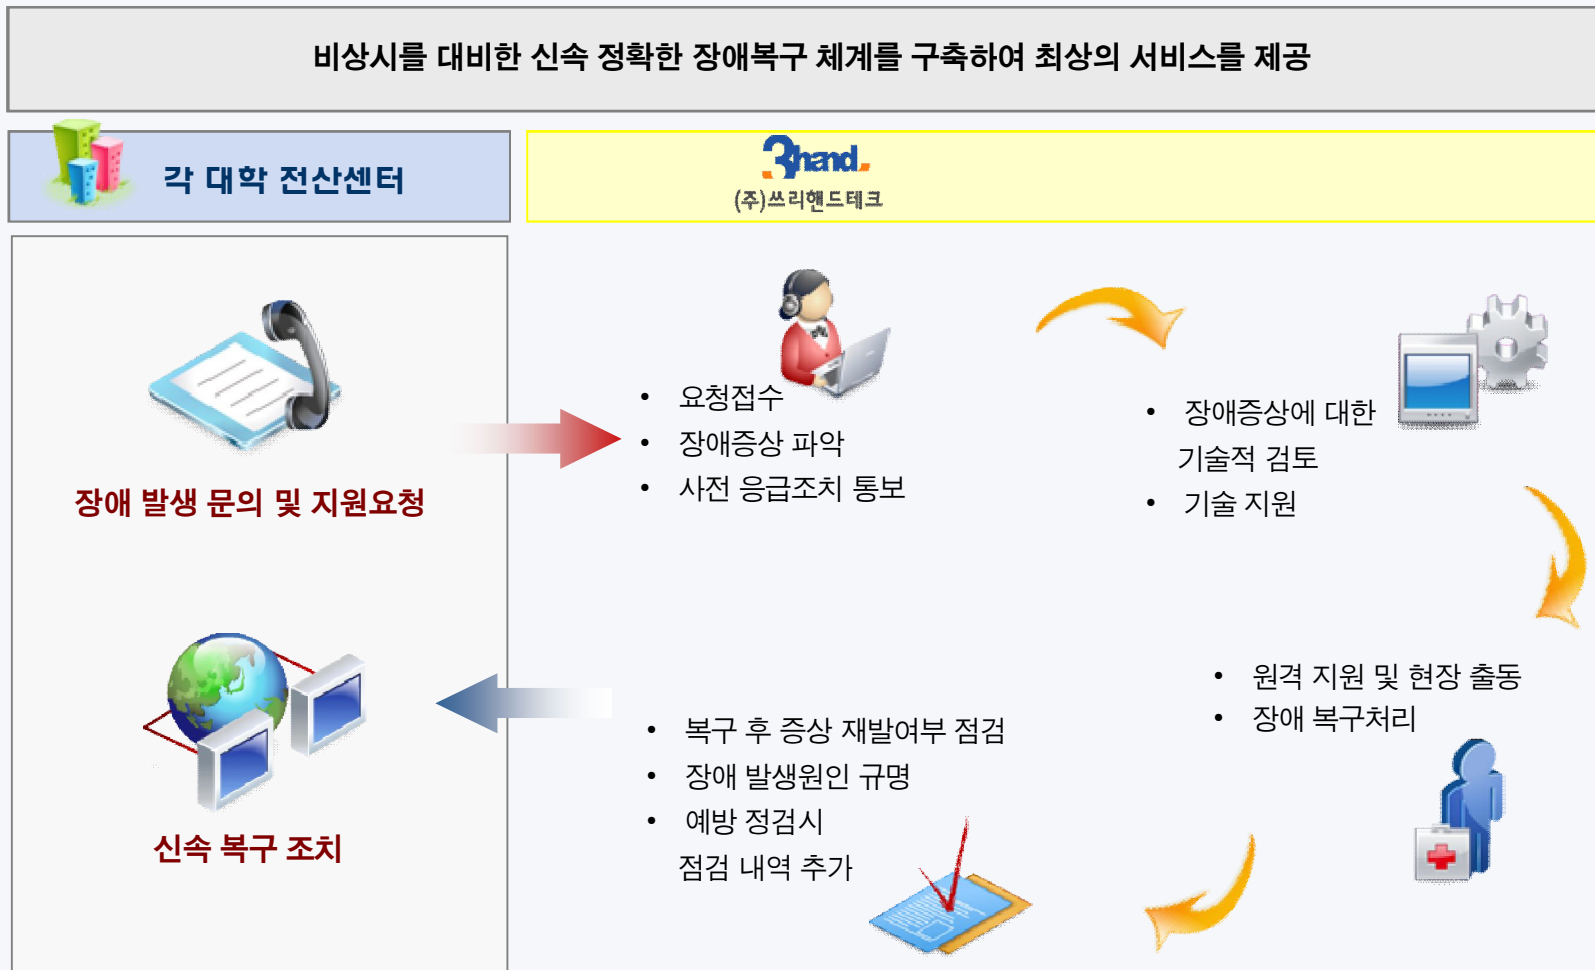 비상시를 대비한 신속 정확한 장애복구 체계를 구축하여 최상의 서비스를 제공
각 대학 전산센터
3hand.
(주)쓰리핸드테크
장애 발생 문의 및 지원요청
• 요청접수
• 장애증상 파악
• 사전 응급조치 통보
• 장애증상에 대한
기술적 검토
• 기술 지원
• 원격 지원 및 현장 출동
• 장애 복구처리
• 복구 후 증상 재발여부 점검
• 장애 발생원인 규명
• 예방 정검시
점검 내역 추가
신속 복구 조치